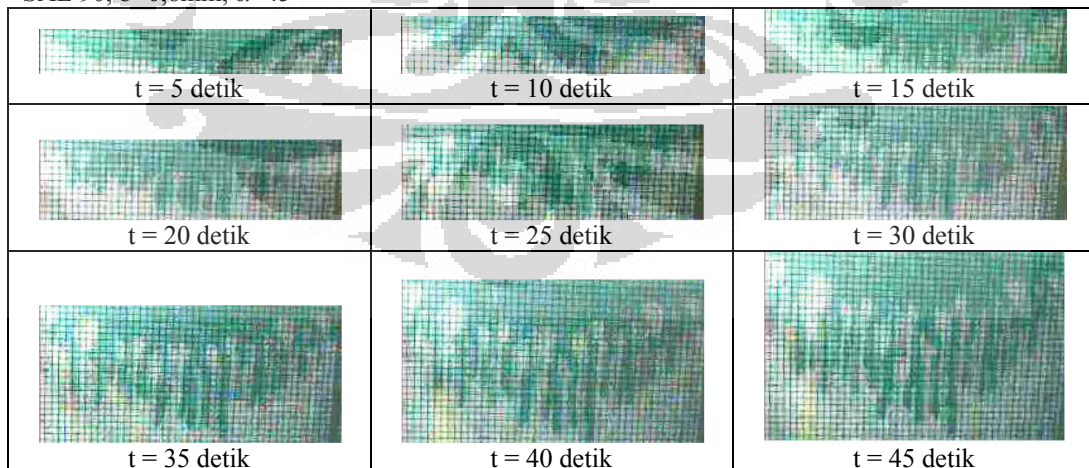 t = 5 detik
t = 10 detik
t = 15 detik
t = 20 detik
t = 25 detik
t = 30 detik
t = 35 detik
t = 40 detik
t = 45 detik